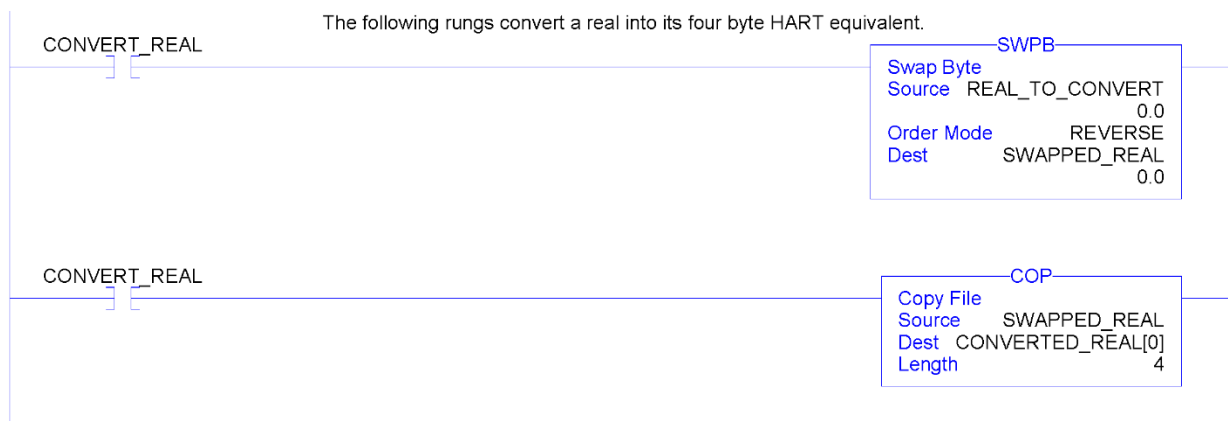 The following rungs convert a real into its four byte HART equivalent.
CONVERT_REAL
SWPB
Swap Byte
Source REAL_TO_CONVERT
0.0
Order Mode REVERSE
Dest SWAPPED_REAL
0.0
CONVERT_REAL
COP
Copy File
Source SWAPPED_REAL
Dest CONVERTED_REAL[0]
Length 4